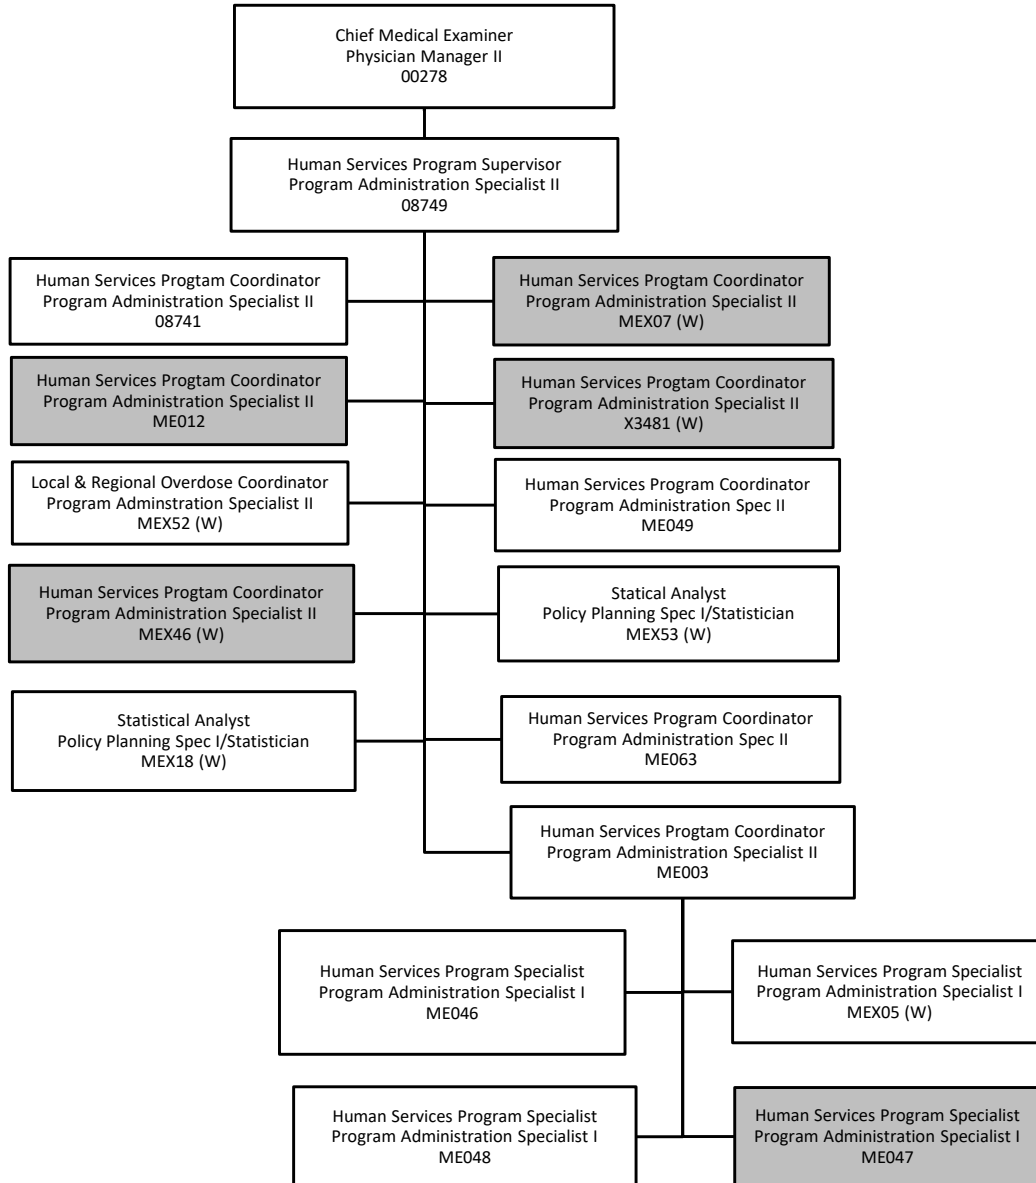 Chief Medical Examiner
Physician Manager II
00278
Human Services Program Supervisor
Program Administration Specialist II
08749
Human Services Progtam Coordinator
Program Administration Specialist II
08741
Human Services Progtam Coordinator
Program Administration Specialist II
MEX07 (W)
Human Services Progtam Coordinator
Program Administration Specialist II
ME012
Human Services Progtam Coordinator
Program Administration Specialist II
X3481 (W)
Local & Regional Overdose Coordinator
Program Adminstration Specialist II
MEX52 (W)
Human Services Program Coordinator
Program Administration Spec II
ME049
Human Services Progtam Coordinator
Program Administration Specialist II
MEX46 (W)
Statical Analyst
Policy Planning Spec I/Statistician
MEX53 (W)
Statistical Analyst
Policy Planning Spec I/Statistician
MEX18 (W)
Human Services Program Coordinator
Program Administration Spec II
ME063
Human Services Progtam Coordinator
Program Administration Specialist II
ME003
Human Services Program Specialist
Program Administration Specialist I
ME046
Human Services Program Specialist
Program Administration Specialist I
MEX05 (W)
Human Services Program Specialist
Program Administration Specialist I
ME048
Human Services Program Specialist
Program Administration Specialist I
ME047